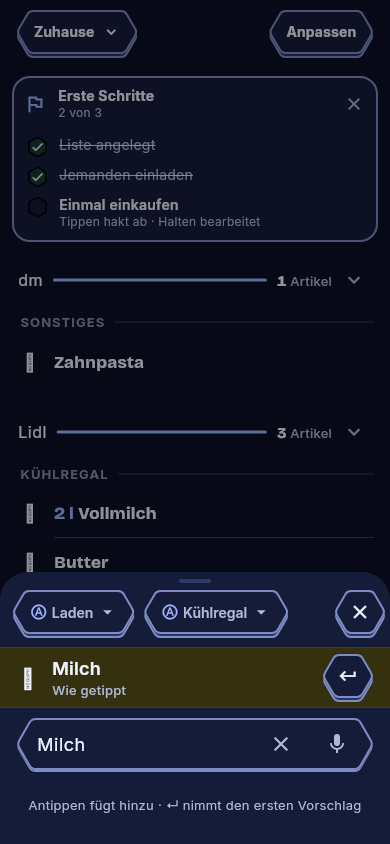 Zuhause
Anpassen
Erste Schritte
2 von 3
Liste angelegt
Jemanden einladen
Einmal einkaufen
Tippen hakt ab · Halten bearbeitet
dm 1 Artikel
SONSTIGES
Zahnpasta
Lidl 3 Artikel
KÜHLREGAL
2 l Vollmilch
Butter
A Laden
A Kühlregal
Milch
Wie getippt
Milch
Antippen fügt hinzu · ↵ nimmt den ersten Vorschlag